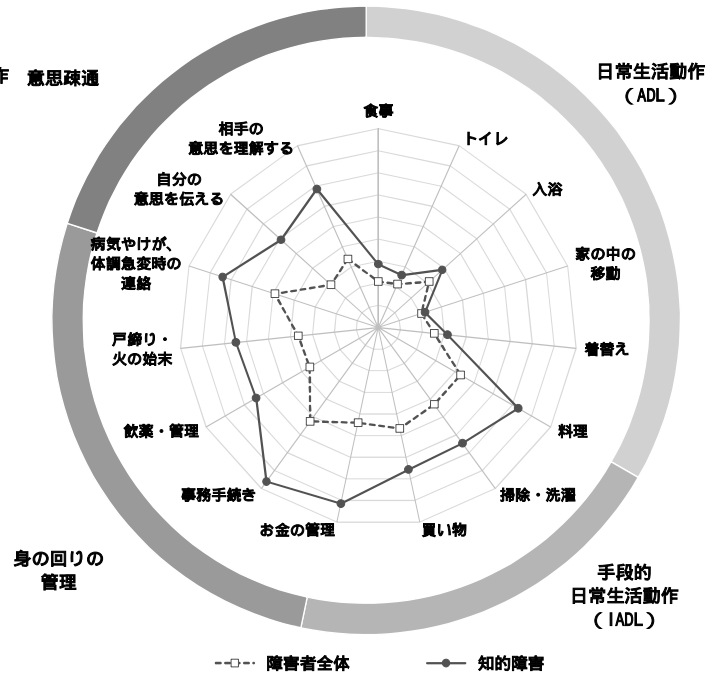 作
意思疎通
日常生活動作
（ADL）
食事
トイレ
入浴
家の中の
移動
着替え
料理
掃除・洗濯
買い物
お金の管理
事務手続き
飲薬・管理
戸締り・
火の始末
病気やけが、
体調急変時の
連絡
自分の
意思を伝える
相手の
意思を理解する
手段的
日常生活動作
（IADL）
身の回りの
管理
障害者全体
知的障害